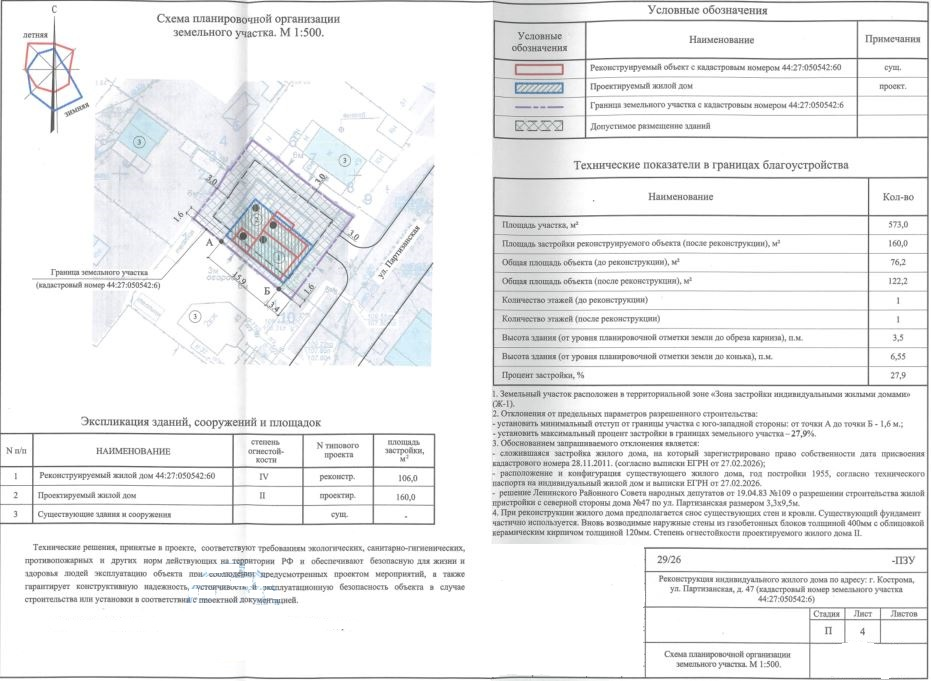 С
летняя
зимняя
Схема планировочной организации
земельного участка. М 1:500.
3
3
3,0
3,0
3,0
1,6
А
2
1
15,9
Б
3,4
1,6
ул. Партизанская
Граница земельного участка
(кадастровый номер 44:27:050542:6)
3
Экспликация зданий, сооружений и площадок
N п/п НАИМЕНОВАНИЕ степень огнестой-кости N типового проекта площадь застройки, м²
1 Реконструируемый жилой дом 44:27:050542:60 IV реконстр. 106,0
2 Проектируемый жилой дом II проектир. 160,0
3 Существующие здания и сооружения сущ. -
Технические решения, принятые в проекте, соответствуют требованиям экологических, санитарно-гигиенических,
противопожарных и других норм действующих на территории РФ и обеспечивают безопасную для жизни и
здоровья людей эксплуатацию объекта при соблюдении предусмотренных проектом мероприятий, а также
гарантирует конструктивную надежность, устойчивость и эксплуатационную безопасность объекта в случае
строительства или установки в соответствии с проектной документацией.
Условные обозначения
Условные обозначения Наименование Примечания
Реконструируемый объект с кадастровым номером 44:27:050542:60 сущ.
Проектируемый жилой дом проект.
Граница земельного участка с кадастровым номером 44:27:050542:6
Допустимое размещение зданий
Технические показатели в границах благоустройства
Наименование Кол-во
Площадь участка, м² 573,0
Площадь застройки реконструируемого объекта (после реконструкции), м² 160,0
Общая площадь объекта (до реконструкции), м² 76,2
Общая площадь объекта (после реконструкции), м² 122,2
Количество этажей (до реконструкции) 1
Количество этажей (после реконструкции) 1
Высота здания (от уровня планировочной отметки земли до обреза карниза), п.м. 3,5
Высота здания (от уровня планировочной отметки земли до конька), п.м. 6,55
Процент застройки, % 27,9
1. Земельный участок расположен в территориальной зоне «Зона застройки индивидуальными жилыми домами»
(Ж-1).
2. Отклонения от предельных параметров разрешенного строительства:
- установить минимальный отступ от границы участка с юго-западной стороны: от точки А до точки Б - 1,6 м.;
- установить максимальный процент застройки в границах земельного участка – 27,9%.
3. Обоснованием запрашиваемого отклонения является:
- сложившаяся застройка жилого дома, на который зарегистрировано право собственности дата присвоения
кадастрового номера 28.11.2011. (согласно выписки ЕГРН от 27.02.2026);
- расположение и конфигурация существующего жилого дом, год постройки 1955, согласно технического
паспорта на индивидуальный жилой дом и выписки ЕГРН от 27.02.2026.
- решение Ленинского Районного Совета народных депутатов от 19.04.83 №109 о разрешении строительства жилой
пристройки с северной стороны дома №47 по ул. Партизанская размером 3,3х9,5м.
4. При реконструкции жилого дома предполагается снос существующих стен и кровли. Существующий фундамент
частично используется. Вновь возводимые наружные стены из газобетонных блоков толщиной 400мм с облицовкой
керамическим кирпичом толщиной 120мм. Степень огнестойкости проектируемого жилого дома II.
29/26 -ПЗУ
Реконструкция индивидуального жилого дома по адресу: г. Кострома,
ул. Партизанская, д. 47 (кадастровый номер земельного участка
44:27:050542:6)
Стадия Лист Листов
П 4
Схема планировочной организации
земельного участка. М 1:500.